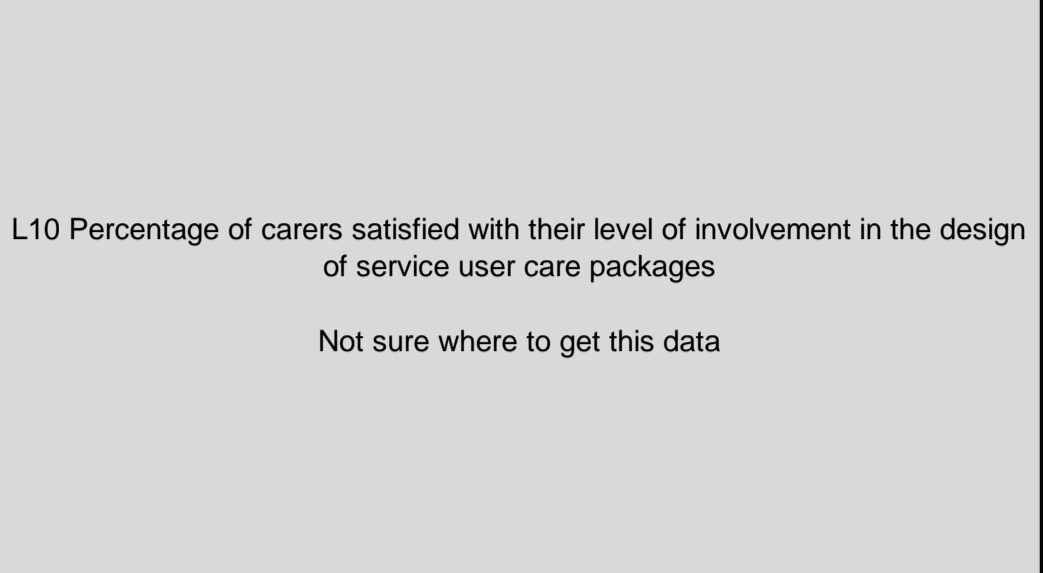 L10 Percentage of carers satisfied with their level of involvement in the design
of service user care packages
Not sure where to get this data